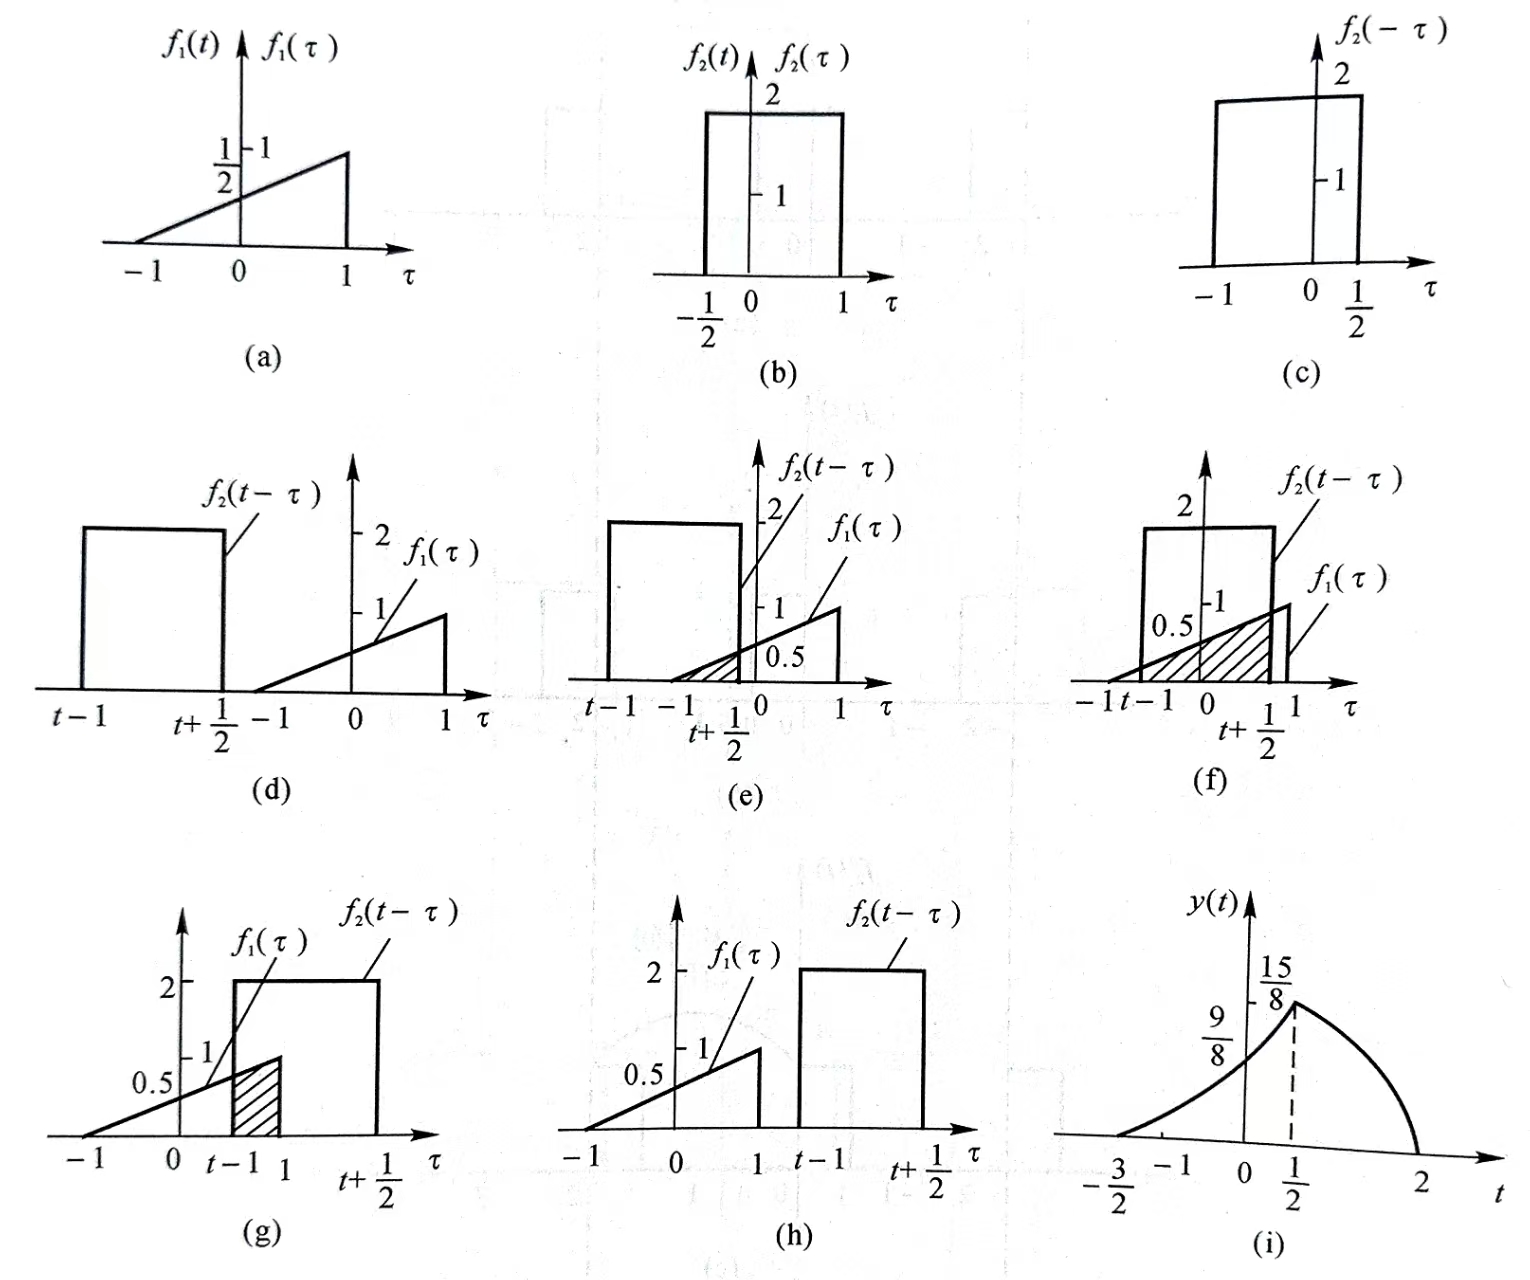 f₁(t) f₁(τ)
1/2 1
−1 0 1 τ
(a)
f₂(t) f₂(τ)
2
1
−1/2 0 1 τ
(b)
f₂(− τ)
2
1
−1 0 1/2 τ
(c)
f₂(t− τ)
2
f₁(τ)
1
t−1 t+1/2 −1 0 1 τ
(d)
f₂(t− τ)
2
f₁(τ)
1
0.5
t−1 −1 t+1/2 0 1 τ
(e)
f₂(t− τ)
2
f₁(τ)
1
0.5
−1 t−1 0 t+1/2 1 τ
(f)
f₂(t− τ)
f₁(τ)
2
1
0.5
−1 0 t−1 1 t+1/2 τ
(g)
f₂(t− τ)
f₁(τ)
2
1
0.5
−1 0 1 t−1 t+1/2 τ
(h)
y(t)
15/8
9/8
−3/2 −1 0 1/2 2 t
(i)